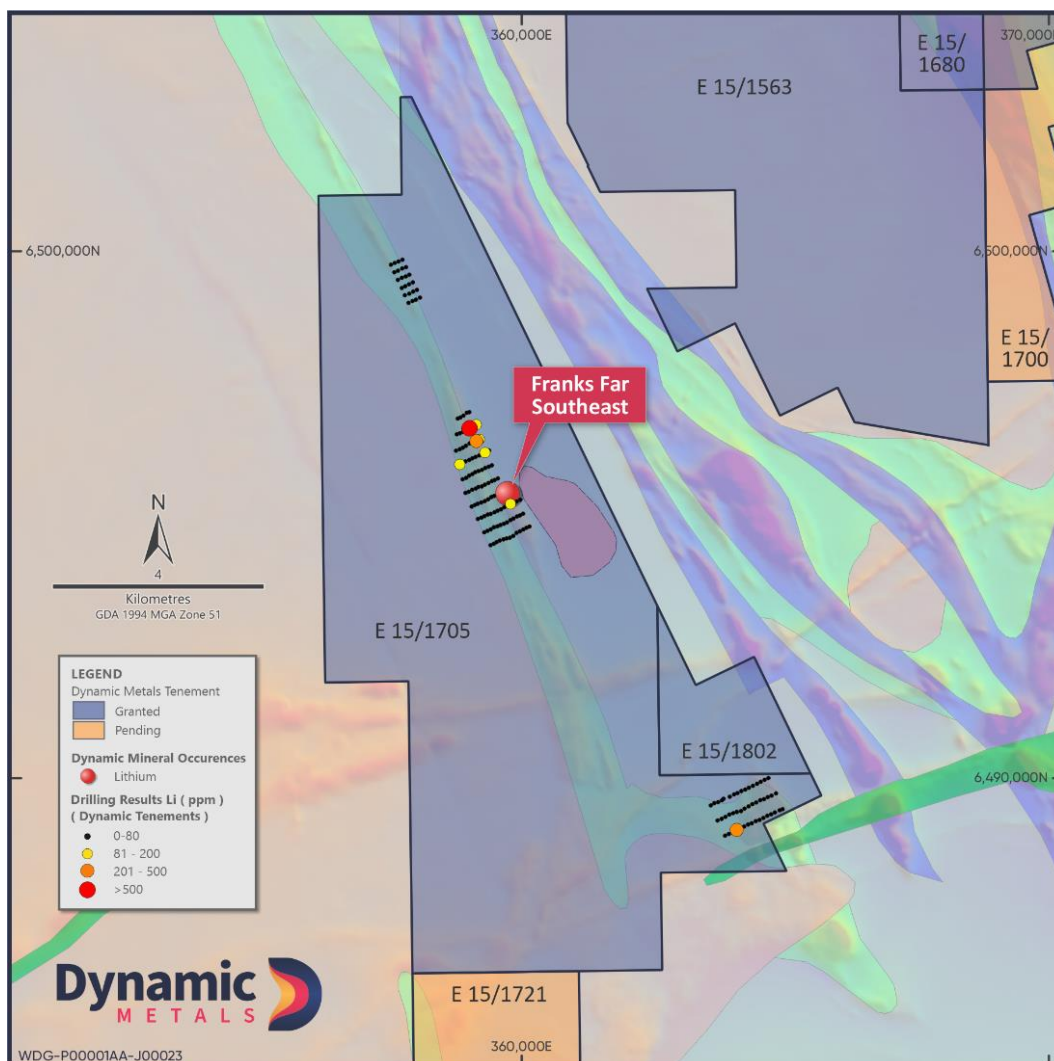 360,000E
370,000E
E 15/
1680
E 15/1563
6,500,000N
6,500,000N
E 15/
1700
Franks Far
Southeast
N
4
Kilometres
GDA 1994 MGA Zone 51
E 15/1705
LEGEND
Dynamic Metals Tenement
Granted
Pending
Dynamic Mineral Occurences
Lithium
Drilling Results Li ( ppm )
( Dynamic Tenements )
0-80
81 - 200
201 - 500
>500
E 15/1802
6,490,000N
Dynamic
METALS
E 15/1721
WDG-P00001AA-J00023
360,000E